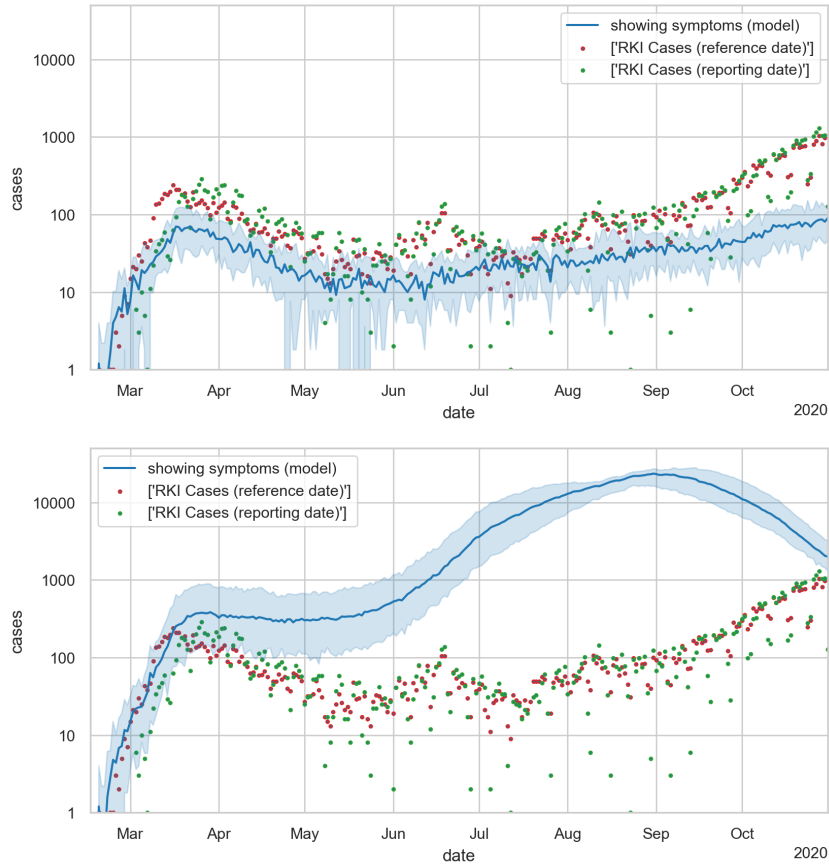 showing symptoms (model)
['RKI Cases (reference date)']
['RKI Cases (reporting date)']
10000
1000
100
10
1
cases
Mar Apr May Jun Jul Aug Sep Oct
date
2020
showing symptoms (model)
['RKI Cases (reference date)']
['RKI Cases (reporting date)']
10000
1000
100
10
1
cases
Mar Apr May Jun Jul Aug Sep Oct
date
2020